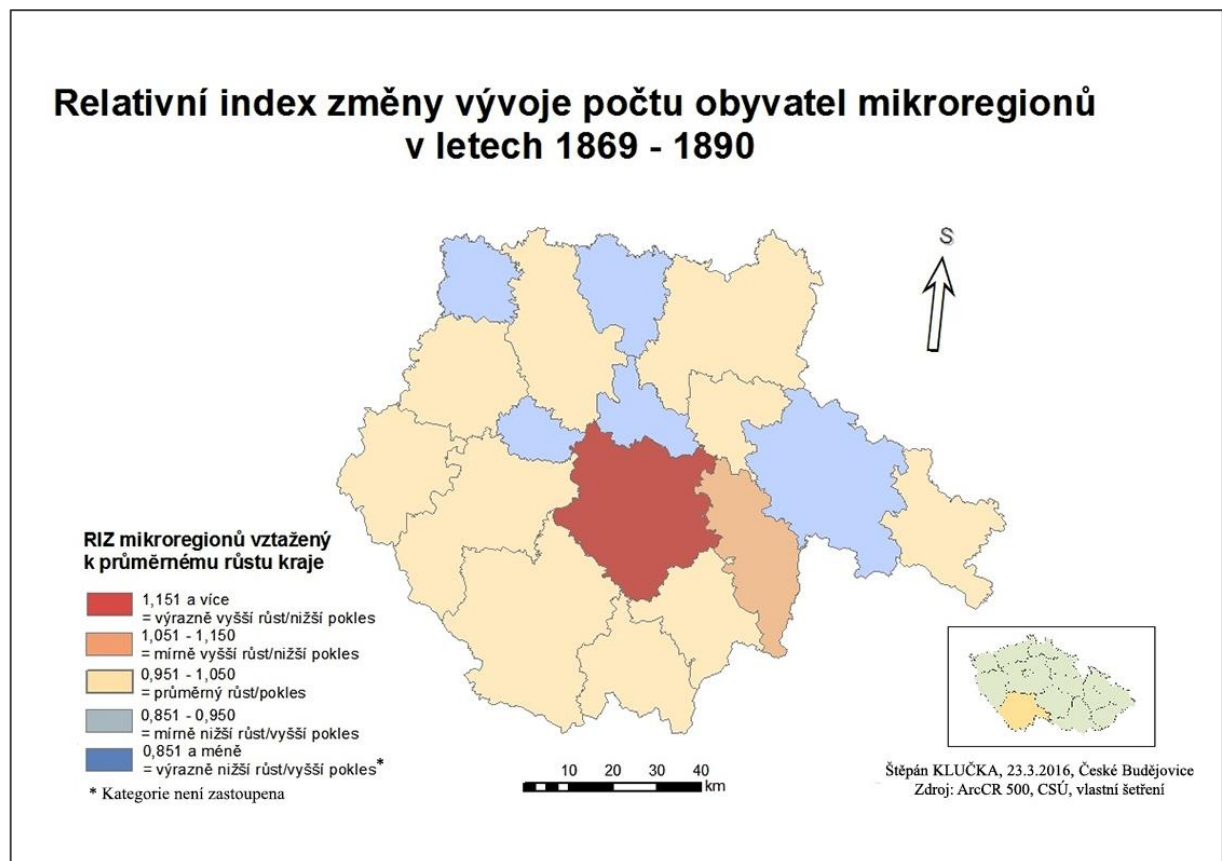 Relativní index změny vývoje počtu obyvatel mikroregionů
v letech 1869 - 1890
S
RIZ mikroregionů vztažený
k průměrnému růstu kraje
1,151 a více
= výrazně vyšší růst/nižší pokles
1,051 - 1,150
= mírně vyšší růst/nižší pokles
0,951 - 1,050
= průměrný růst/pokles
0,851 - 0,950
= mírně nižší růst/vyšší pokles
0,851 a méně
= výrazně nižší růst/vyšší pokles*
* Kategorie není zastoupena
10 20 30 40
km
Štěpán KLUČKA, 23.3.2016, České Budějovice
Zdroj: ArcCR 500, CSÚ, vlastní šetření